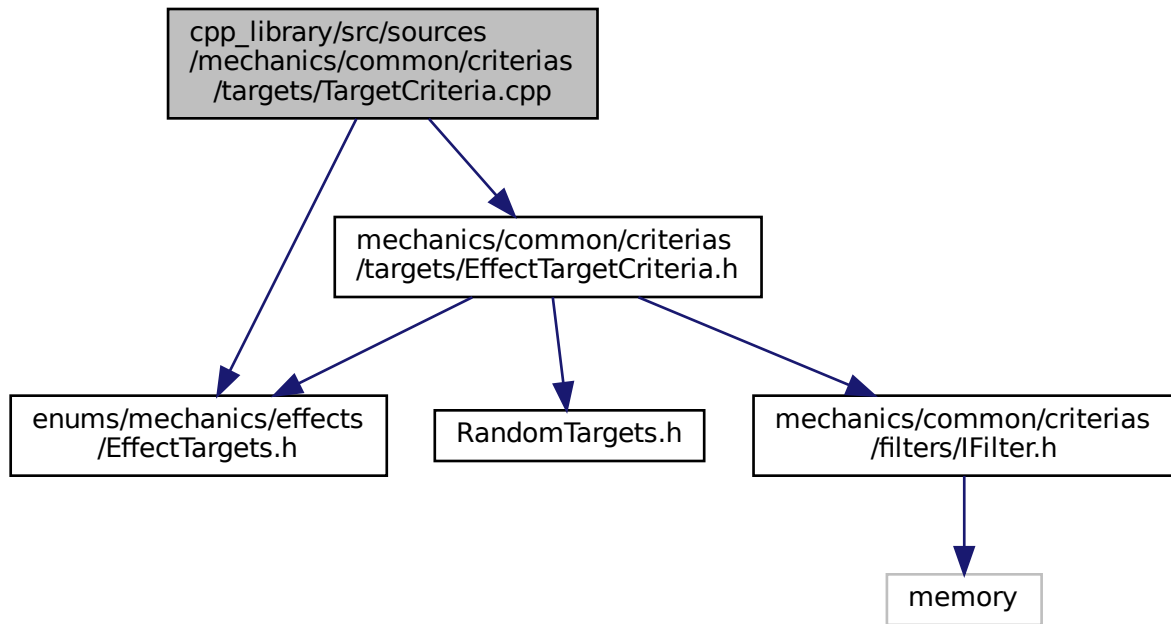 cpp_library/src/sources
/mechanics/common/criterias
/targets/TargetCriteria.cpp
mechanics/common/criterias
/targets/EffectTargetCriteria.h
enums/mechanics/effects
/EffectTargets.h
RandomTargets.h
mechanics/common/criterias
/filters/IFilter.h
memory